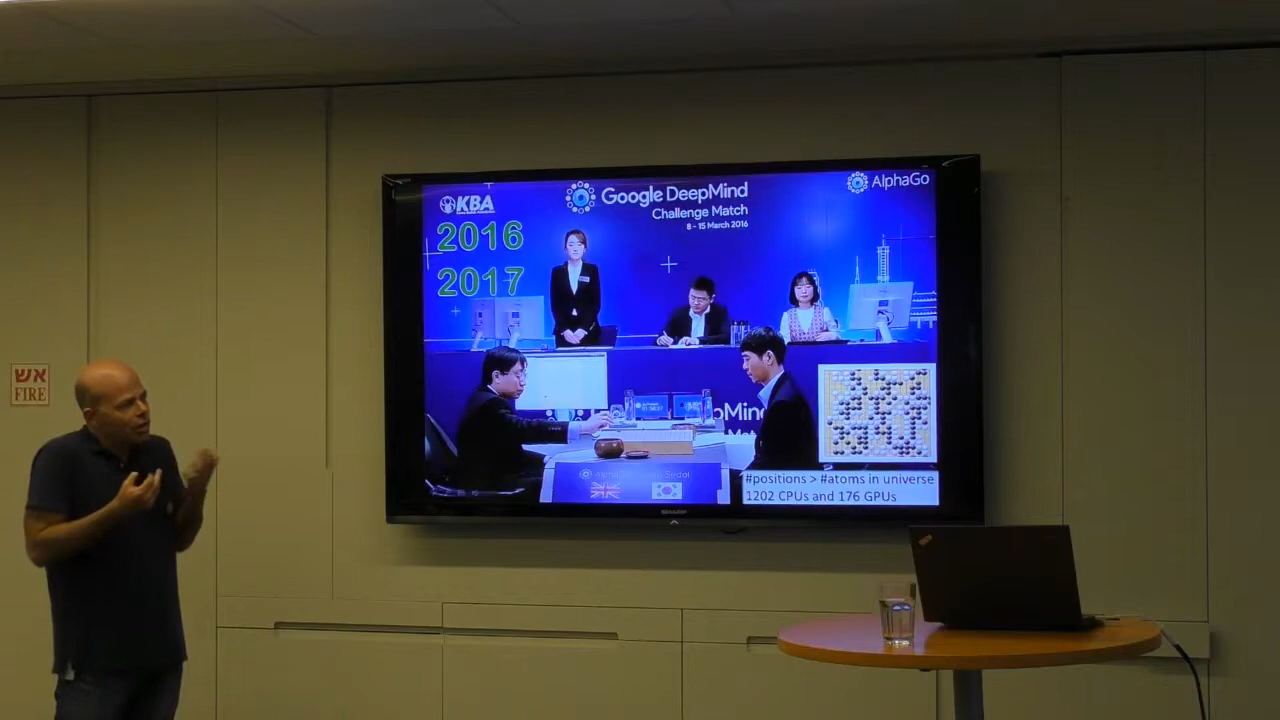 אש
FIRE
KBA
2016
2017
Google DeepMind
Challenge Match
8 - 15 March 2016
AlphaGo
#positions > #atoms in universe
1202 CPUs and 176 GPUs
SHARP